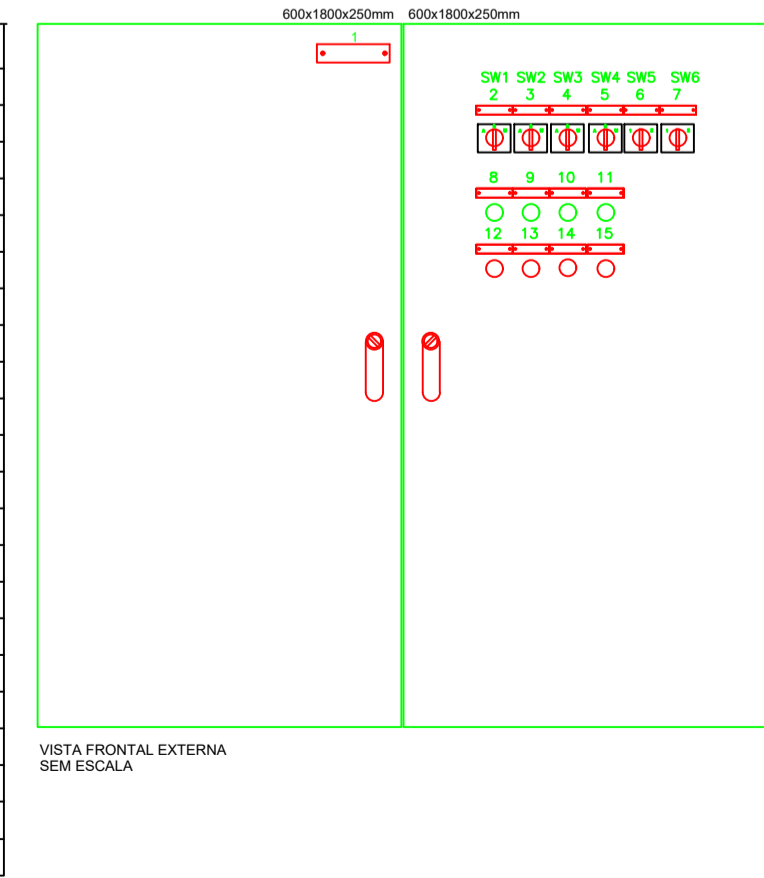 600x1800x250mm 600x1800x250mm
1
SW1 SW2 SW3 SW4 SW5 SW6
2 3 4 5 6 7
8 9 10 11
12 13 14 15
VISTA FRONTAL EXTERNA
SEM ESCALA